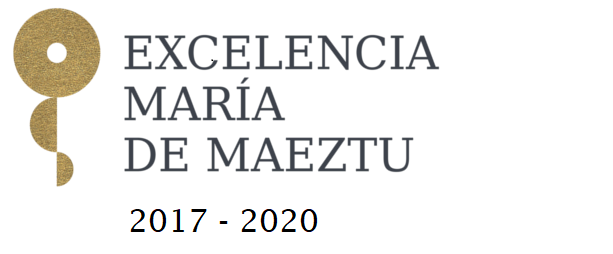 EXCELENCIA
MARÍA
DE MAEZTU
2017 - 2020